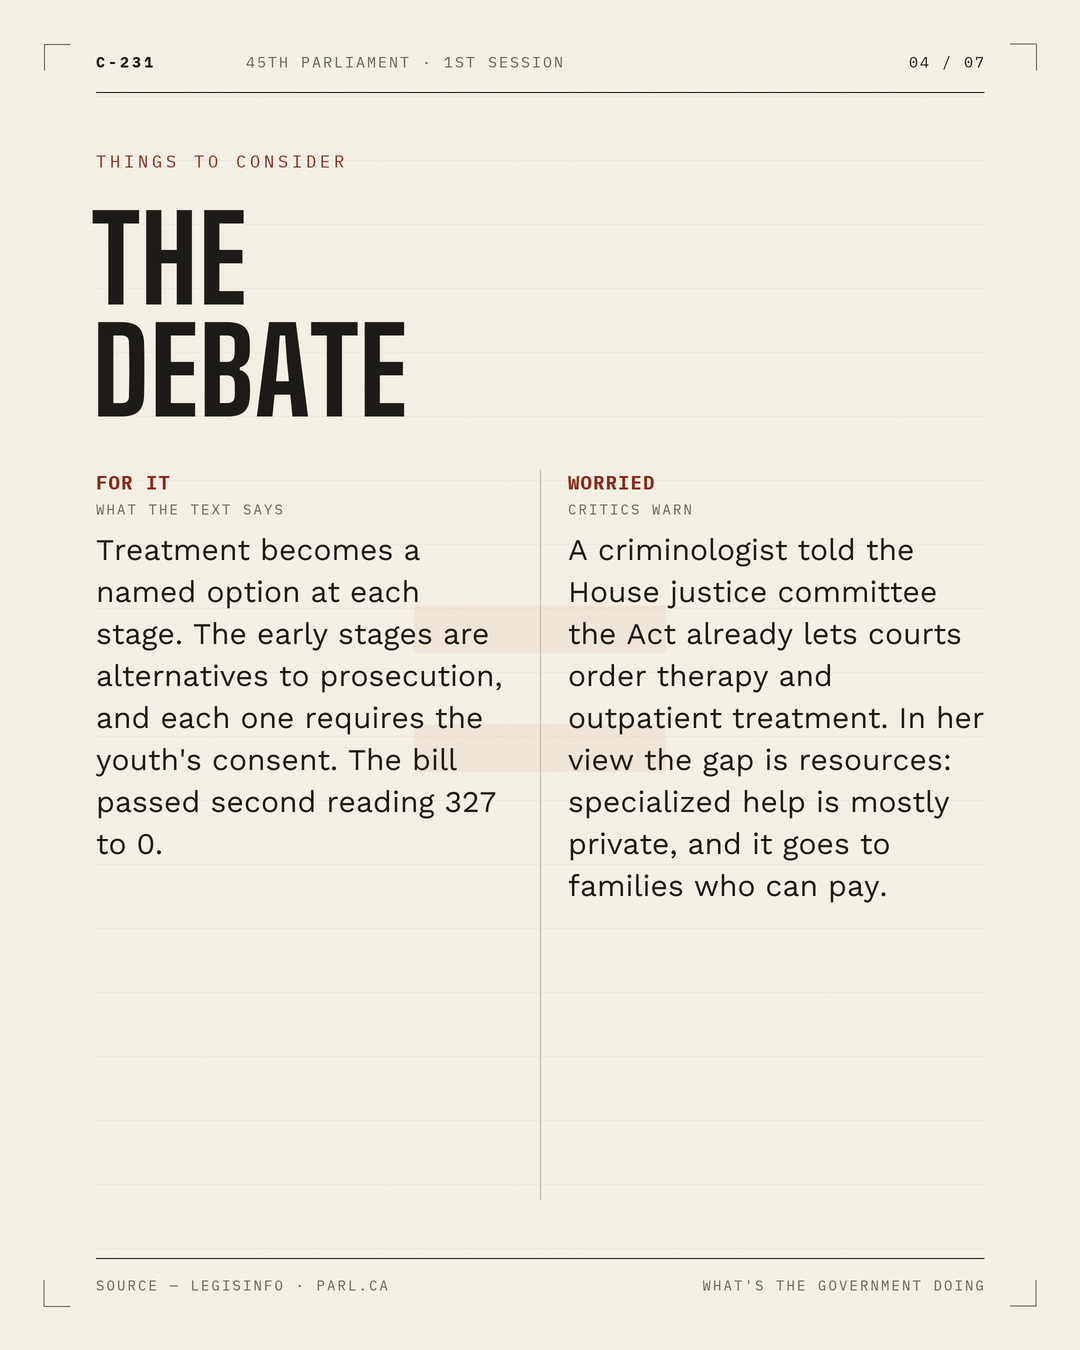 C-231
45TH PARLIAMENT · 1ST SESSION
04 / 07
THINGS TO CONSIDER
THE
DEBATE
FOR IT
WHAT THE TEXT SAYS
Treatment becomes a
named option at each
stage. The early stages are
alternatives to prosecution,
and each one requires the
youth's consent. The bill
passed second reading 327
to 0.
WORRIED
CRITICS WARN
A criminologist told the
House justice committee
the Act already lets courts
order therapy and
outpatient treatment. In her
view the gap is resources:
specialized help is mostly
private, and it goes to
families who can pay.
SOURCE — LEGISINFO · PARL.CA
WHAT'S THE GOVERNMENT DOING